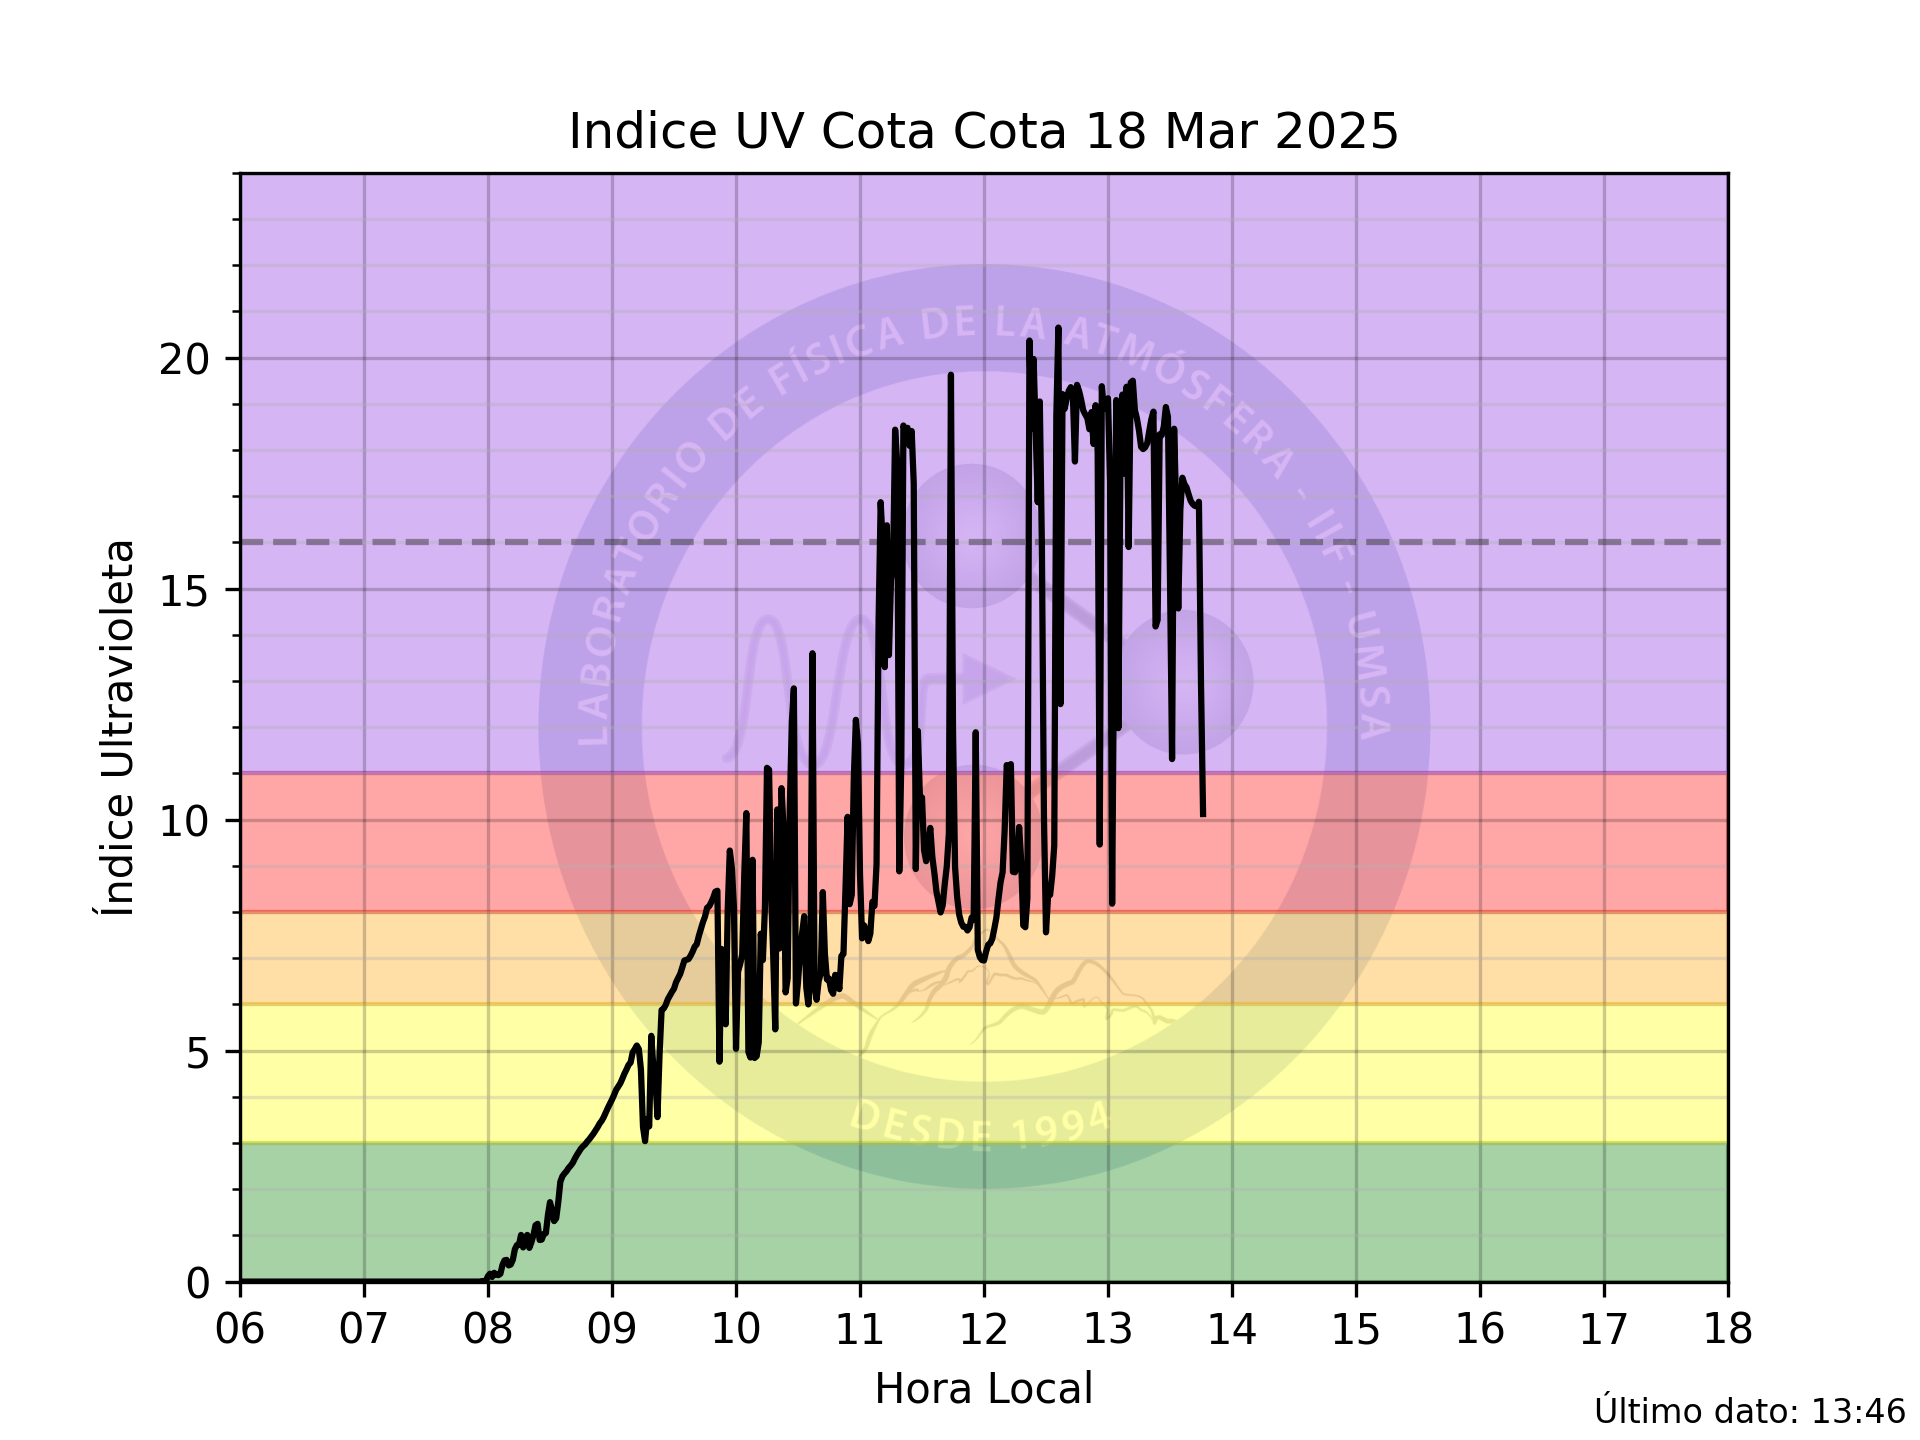 Indice UV Cota Cota 18 Mar 2025
Índice Ultravioleta
20
15
10
5
0
LABORATORIO DE FÍSICA DE LA ATMÓSFERA - IIF - UMSA
DESDE 1994
06 07 08 09 10 11 12 13 14 15 16 17 18
Hora Local
Último dato: 13:46